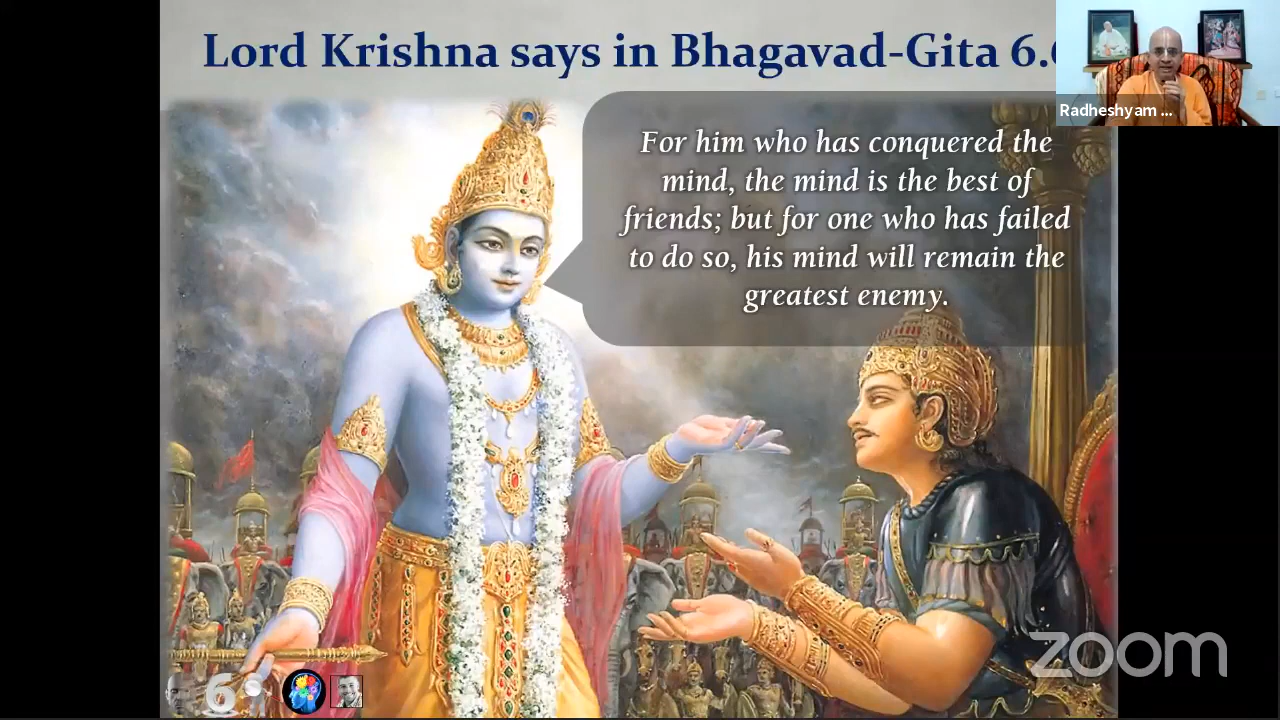 Lord Krishna says in Bhagavad-Gita 6.6
Radheshyam ...
For him who has conquered the
mind, the mind is the best of
friends; but for one who has failed
to do so, his mind will remain the
greatest enemy.
6
zoom